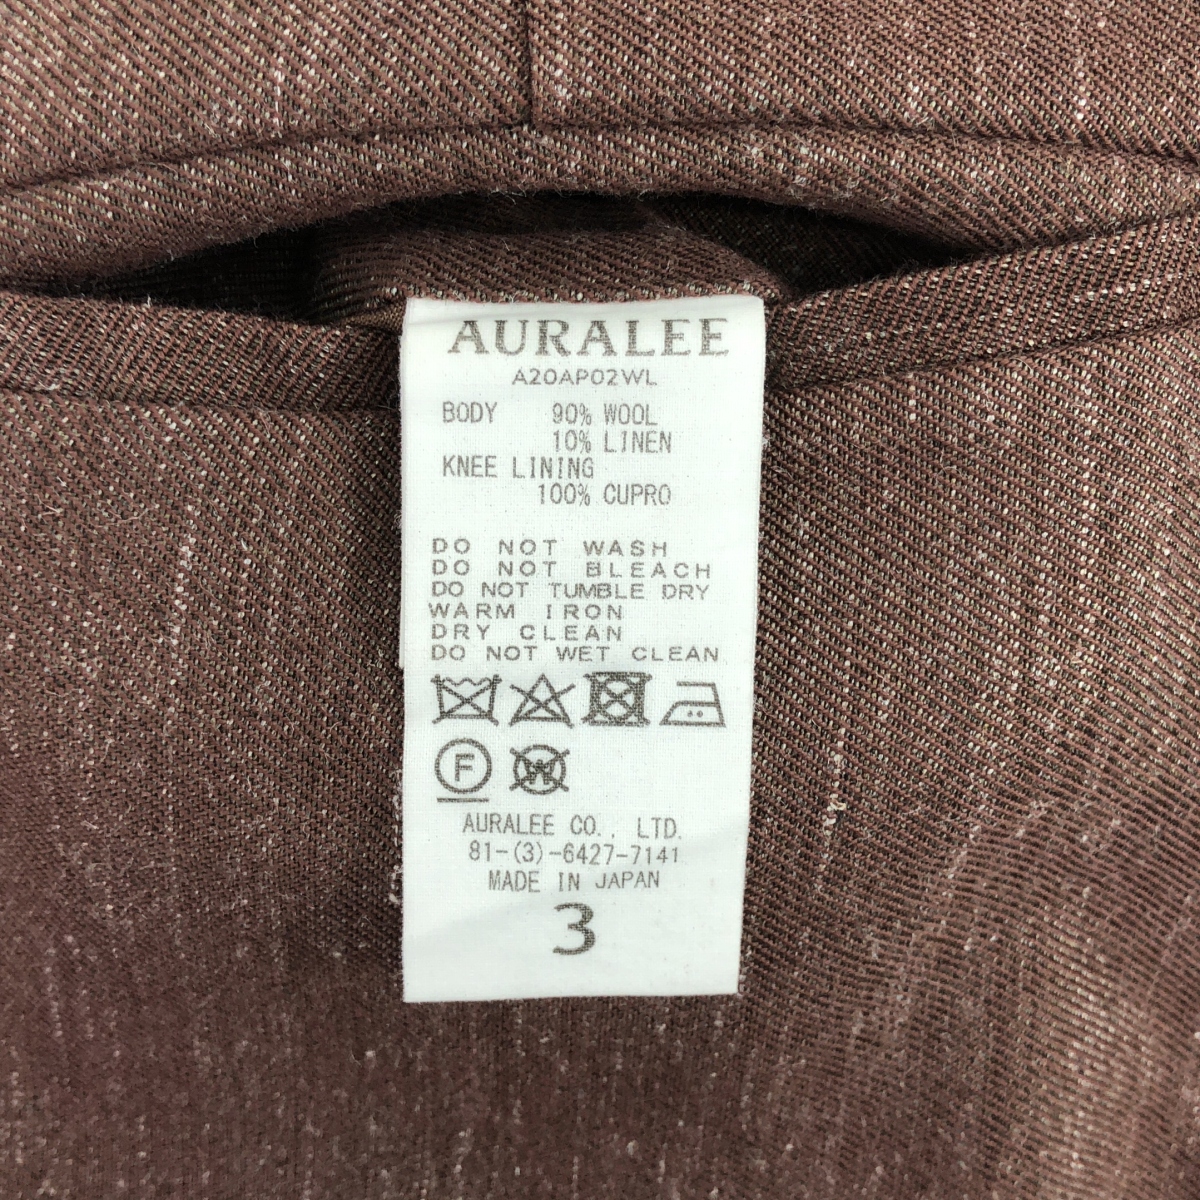 AURALEE
A20AP02WL
BODY 90% WOOL
10% LINEN
KNEE LINING
100% CUPRO
DO NOT WASH
DO NOT BLEACH
DO NOT TUMBLE DRY
WARM IRON
DRY CLEAN
DO NOT WET CLEAN
F W
AURALEE CO., LTD.
81-(3)-6427-7141
MADE IN JAPAN
3